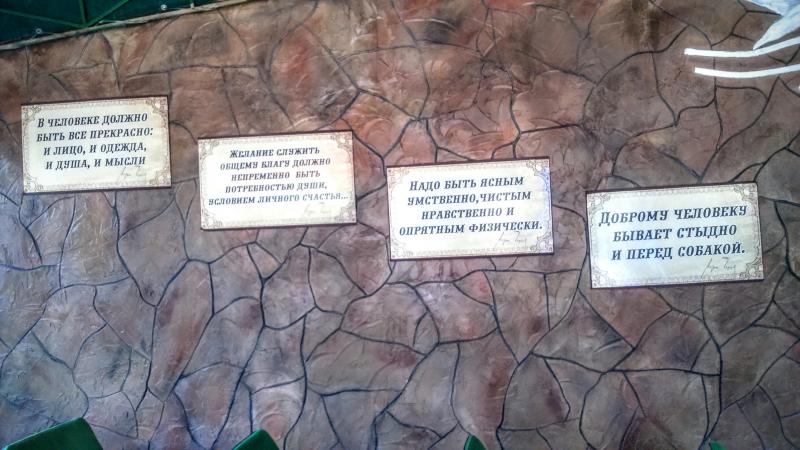 В ЧЕЛОВЕКЕ ДОЛЖНО
БЫТЬ ВСЕ ПРЕКРАСНО:
И ЛИЦО, И ОДЕЖДА,
И ДУША, И МЫСЛИ
ЖЕЛАНИЕ СЛУЖИТЬ
ОБЩЕМУ БЛАГУ ДОЛЖНО
НЕПРЕМЕННО БЫТЬ
ПОТРЕБНОСТЬЮ ДУШИ,
УСЛОВИЕМ ЛИЧНОГО СЧАСТЬЯ...
НАДО БЫТЬ ЯСНЫМ
УМСТВЕННО,ЧИСТЫМ
НРАВСТВЕННО И
ОПРЯТНЫМ ФИЗИЧЕСКИ.
ДОБРОМУ ЧЕЛОВЕКУ
БЫВАЕТ СТЫДНО
И ПЕРЕД СОБАКОЙ.